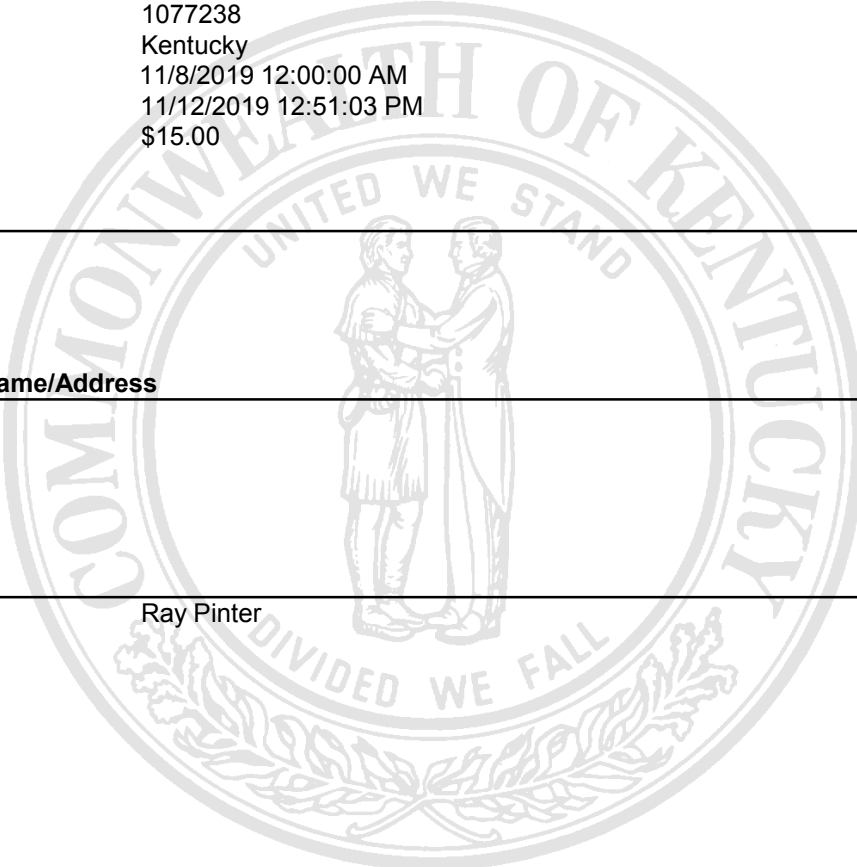 1077238
Kentucky
11/8/2019 12:00:00 AM
11/12/2019 12:51:03 PM
$15.00
COMMONWEALTH OF KENTUCKY
UNITED WE STAND
ame/Address
Ray Pinter
DIVIDED WE FALL